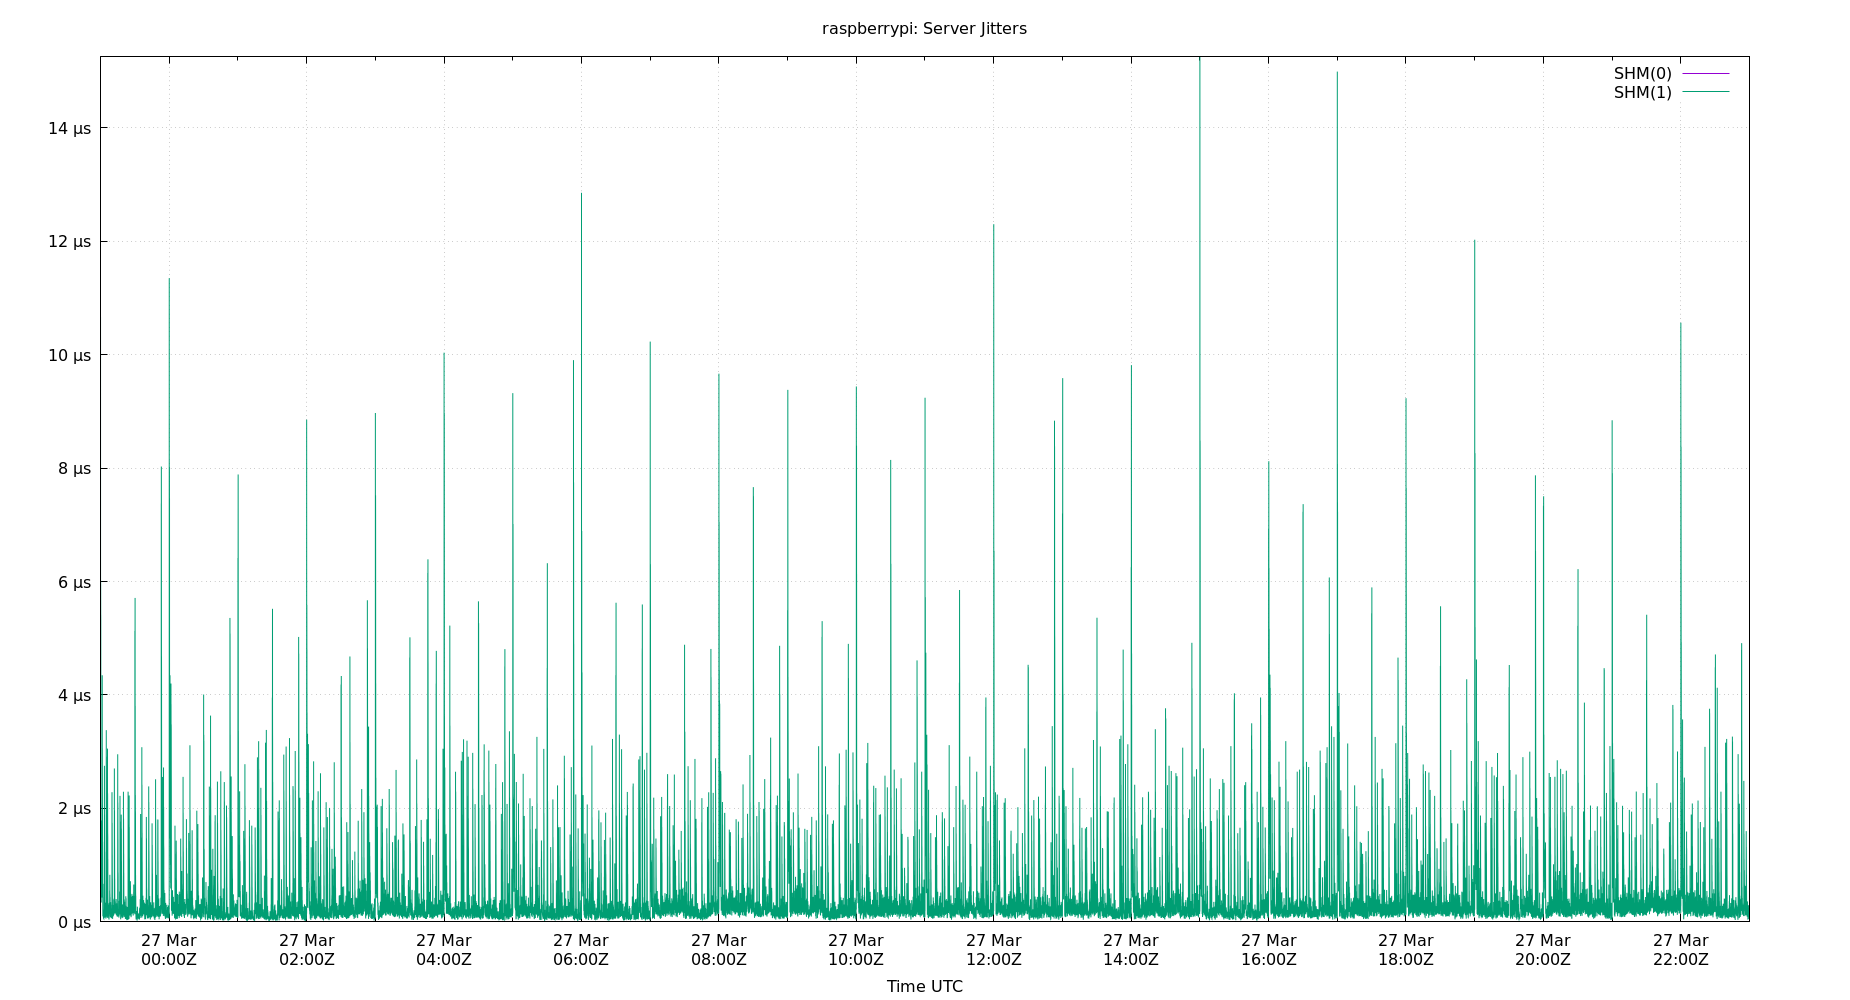 raspberrypi: Server Jitters
SHM(0)
SHM(1)
14 µs
12 µs
10 µs
8 µs
6 µs
4 µs
2 µs
0 µs
27 Mar 27 Mar 27 Mar 27 Mar 27 Mar 27 Mar 27 Mar 27 Mar 27 Mar 27 Mar 27 Mar 27 Mar
00:00Z 02:00Z 04:00Z 06:00Z 08:00Z 10:00Z 12:00Z 14:00Z 16:00Z 18:00Z 20:00Z 22:00Z
Time UTC